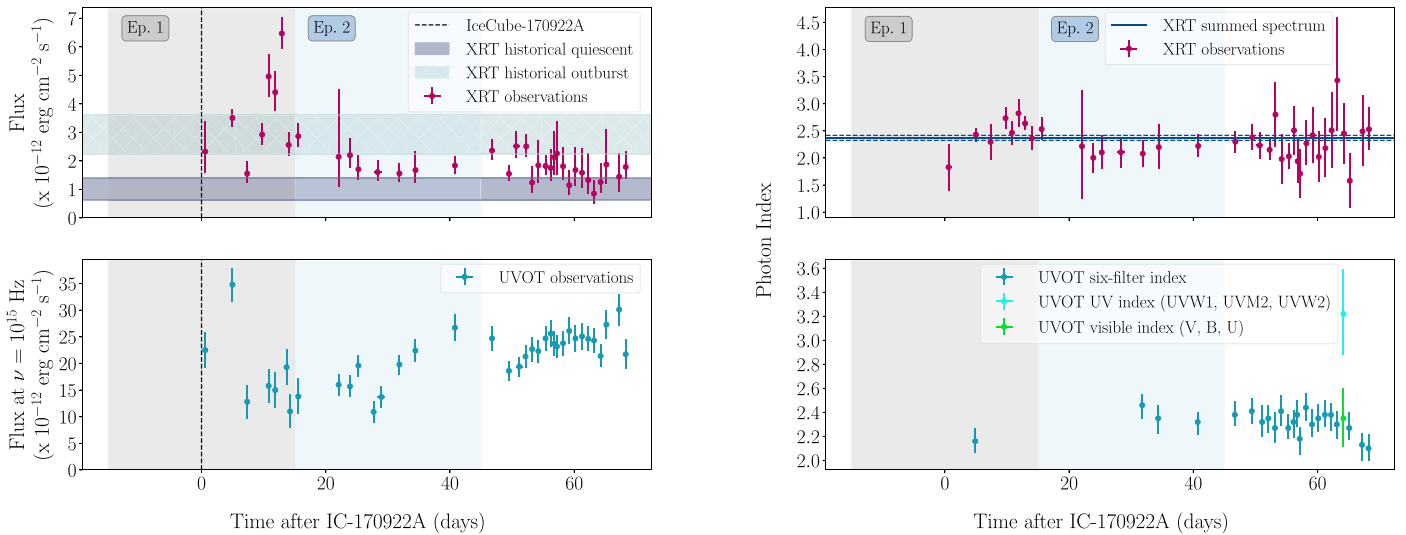 Ep. 1
Ep. 2
IceCube-170922A
XRT historical quiescent
XRT historical outburst
XRT observations
Flux
(x 10⁻¹² erg cm⁻² s⁻¹)
7
6
5
4
3
2
1
0
UVOT observations
Flux at ν = 10¹⁵ Hz
(x 10⁻¹² erg cm⁻² s⁻¹)
35
30
25
20
15
10
5
0
0 20 40 60
Time after IC-170922A (days)
Ep. 1
Ep. 2
XRT summed spectrum
XRT observations
Photon Index
4.5
4.0
3.5
3.0
2.5
2.0
1.5
1.0
UVOT six-filter index
UVOT UV index (UVW1, UVM2, UVW2)
UVOT visible index (V, B, U)
3.6
3.4
3.2
3.0
2.8
2.6
2.4
2.2
2.0
0 20 40 60
Time after IC-170922A (days)